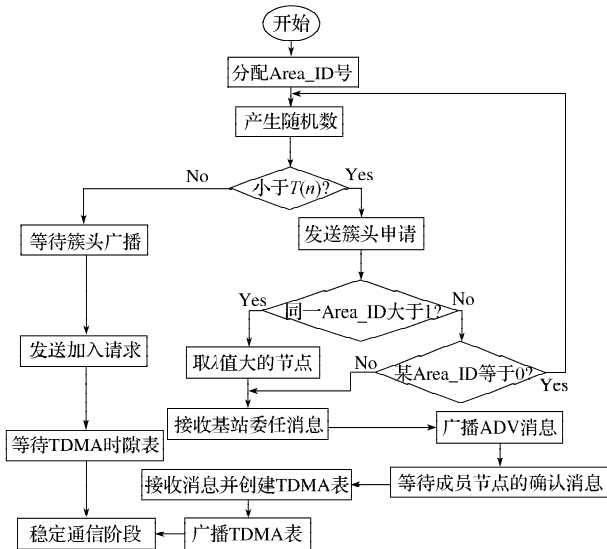 开始
分配Area_ID号
产生随机数
No
小于T(n)?
Yes
等待簇头广播
发送簇头申请
Yes
同一Area_ID大于1?
No
发送加入请求
取λ值大的节点
No
某Area_ID等于0?
Yes
接收基站委任消息
广播ADV消息
等待TDMA时隙表
接收消息并创建TDMA表
等待成员节点的确认消息
稳定通信阶段
广播TDMA表